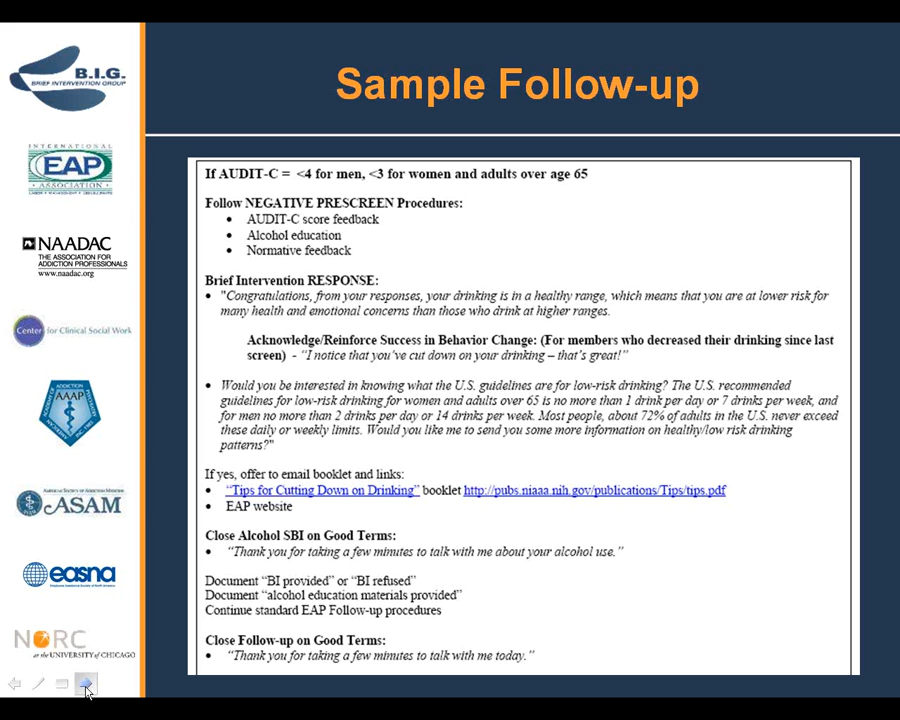 Sample Follow-up
B.I.G.
BRIEF INTERVENTION GROUP
INTERNATIONAL
EAP
ASSOCIATION
NAADAC
THE ASSOCIATION FOR
ADDICTION PROFESSIONALS
www.naadac.org
Center for Clinical Social Work
AAAP
AMERICAN SOCIETY OF ADDICTION MEDICINE
ASAM
easna
NORC
at the UNIVERSITY of CHICAGO
If AUDIT-C = <4 for men, <3 for women and adults over age 65
Follow NEGATIVE PRESCREEN Procedures:
• AUDIT-C score feedback
• Alcohol education
• Normative feedback
Brief Intervention RESPONSE:
• "Congratulations, from your responses, your drinking is in a healthy range, which means that you are at lower risk for
many health and emotional concerns than those who drink at higher ranges.
Acknowledge/Reinforce Success in Behavior Change: (For members who decreased their drinking since last
screen) - “I notice that you’ve cut down on your drinking – that’s great!”
• Would you be interested in knowing what the U.S. guidelines are for low-risk drinking? The U.S. recommended
guidelines for low-risk drinking for women and adults over 65 is no more than 1 drink per day or 7 drinks per week, and
for men no more than 2 drinks per day or 14 drinks per week. Most people, about 72% of adults in the U.S. never exceed
these daily or weekly limits. Would you like me to send you some more information on healthy/low risk drinking
patterns?"
If yes, offer to email booklet and links:
• “Tips for Cutting Down on Drinking” booklet http://pubs.niaaa.nih.gov/publications/Tips/tips.pdf
• EAP website
Close Alcohol SBI on Good Terms:
• “Thank you for taking a few minutes to talk with me about your alcohol use.”
Document “BI provided” or “BI refused”
Document “alcohol education materials provided”
Continue standard EAP Follow-up procedures
Close Follow-up on Good Terms:
• “Thank you for taking a few minutes to talk with me today.”